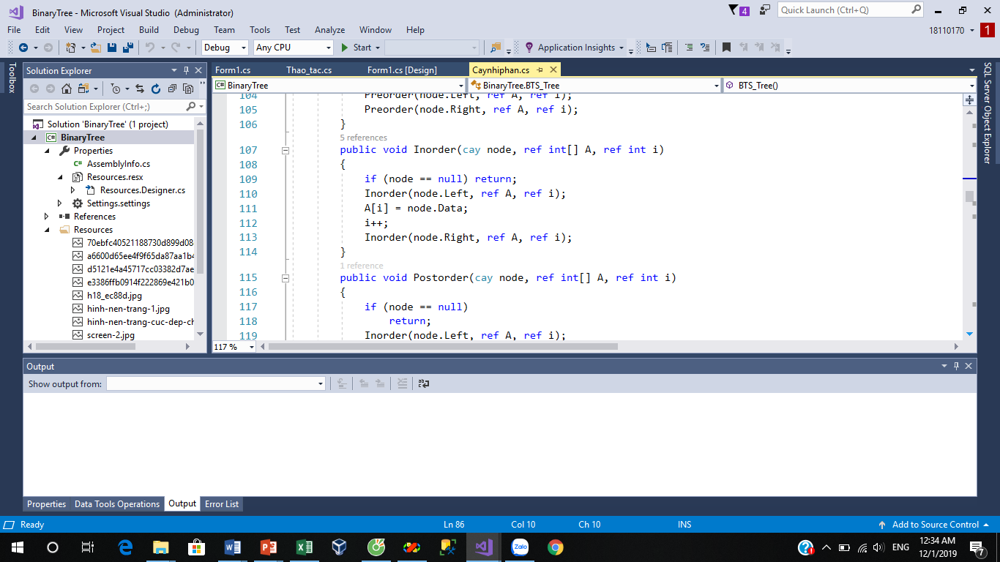 BinaryTree - Microsoft Visual Studio (Administrator)
4
Quick Launch (Ctrl+Q)
File Edit View Project Build Debug Team Tools Test Analyze Window Help
18110170
1
Debug Any CPU Start Application Insights
Toolbox
Solution Explorer
Search Solution Explorer (Ctrl+;)
Solution 'BinaryTree' (1 project)
C# BinaryTree
Properties
C# AssemblyInfo.cs
Resources.resx
Resources.Designer.cs
Settings.settings
References
Resources
70ebfc40521188730d899d08
a6600d65ee4f9f65da87aa1b4
d5121e4a45717cc03382d7ae
e3386ffb0914f222869e421b0
h18_ec88d.jpg
hinh-nen-trang-1.jpg
hinh-nen-trang-cuc-dep-ch
screen-2.jpg
Form1.cs Thao_tac.cs Form1.cs [Design] Caynhiphan.cs
C# BinaryTree BinaryTree.BTS_Tree BTS_Tree()
104 Preorder(node.Left, ref A, ref i);
105 Preorder(node.Right, ref A, ref i);
106 }
5 references
107 public void Inorder(cay node, ref int[] A, ref int i)
108 {
109 if (node == null) return;
110 Inorder(node.Left, ref A, ref i);
111 A[i] = node.Data;
112 i++;
113 Inorder(node.Right, ref A, ref i);
114 }
1 reference
115 public void Postorder(cay node, ref int[] A, ref int i)
116 {
117 if (node == null)
118 return;
119 Inorder(node.Left, ref A, ref i);
117 %
SQL Server Object Explorer
Output
Show output from:
Properties Data Tools Operations Output Error List
Ready Ln 86 Col 10 Ch 10 INS Add to Source Control
Zalo
ENG
12:34 AM
12/1/2019
7